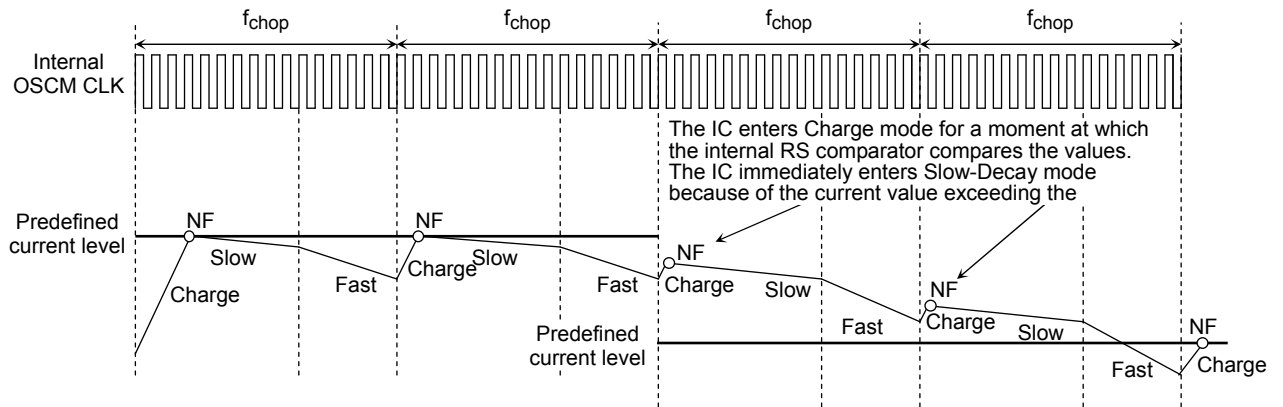 fchop fchop fchop fchop
Internal
OSCM CLK
The IC enters Charge mode for a moment at which
the internal RS comparator compares the values.
The IC immediately enters Slow-Decay mode
because of the current value exceeding the
Predefined
current level
NF
Slow
Charge
Fast
NF
Slow
Charge
Fast
NF
Charge
Slow
Fast
NF
Charge
Slow
Fast
NF
Charge
Predefined
current level